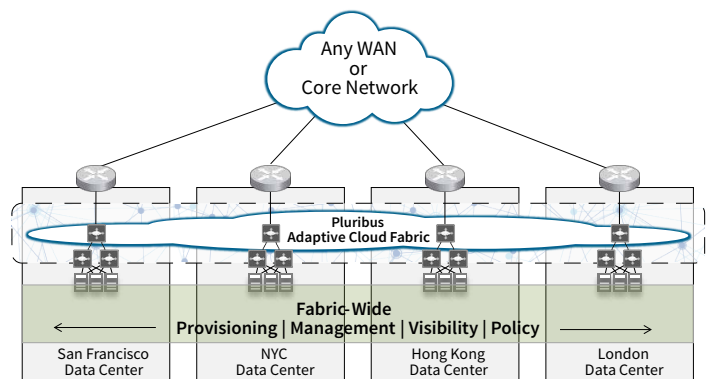 Any WAN
or
Core Network
Pluribus
Adaptive Cloud Fabric
Fabric-Wide
Provisioning | Management | Visibility | Policy
San Francisco
Data Center
NYC
Data Center
Hong Kong
Data Center
London
Data Center